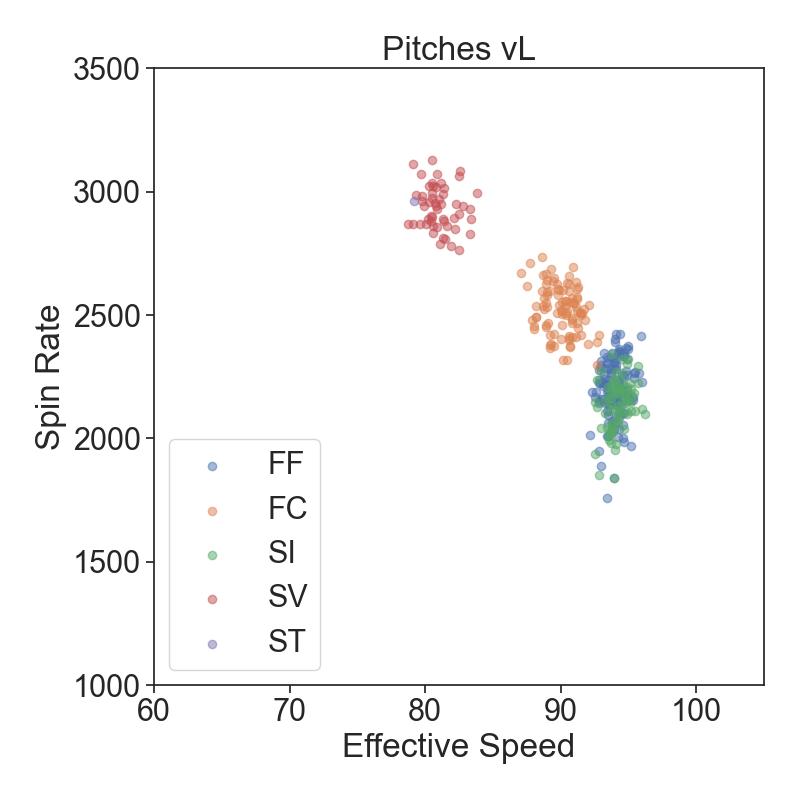 Pitches vL
3500
3000
2500
2000
1500
1000
Spin Rate
FF
FC
SI
SV
ST
60 70 80 90 100
Effective Speed